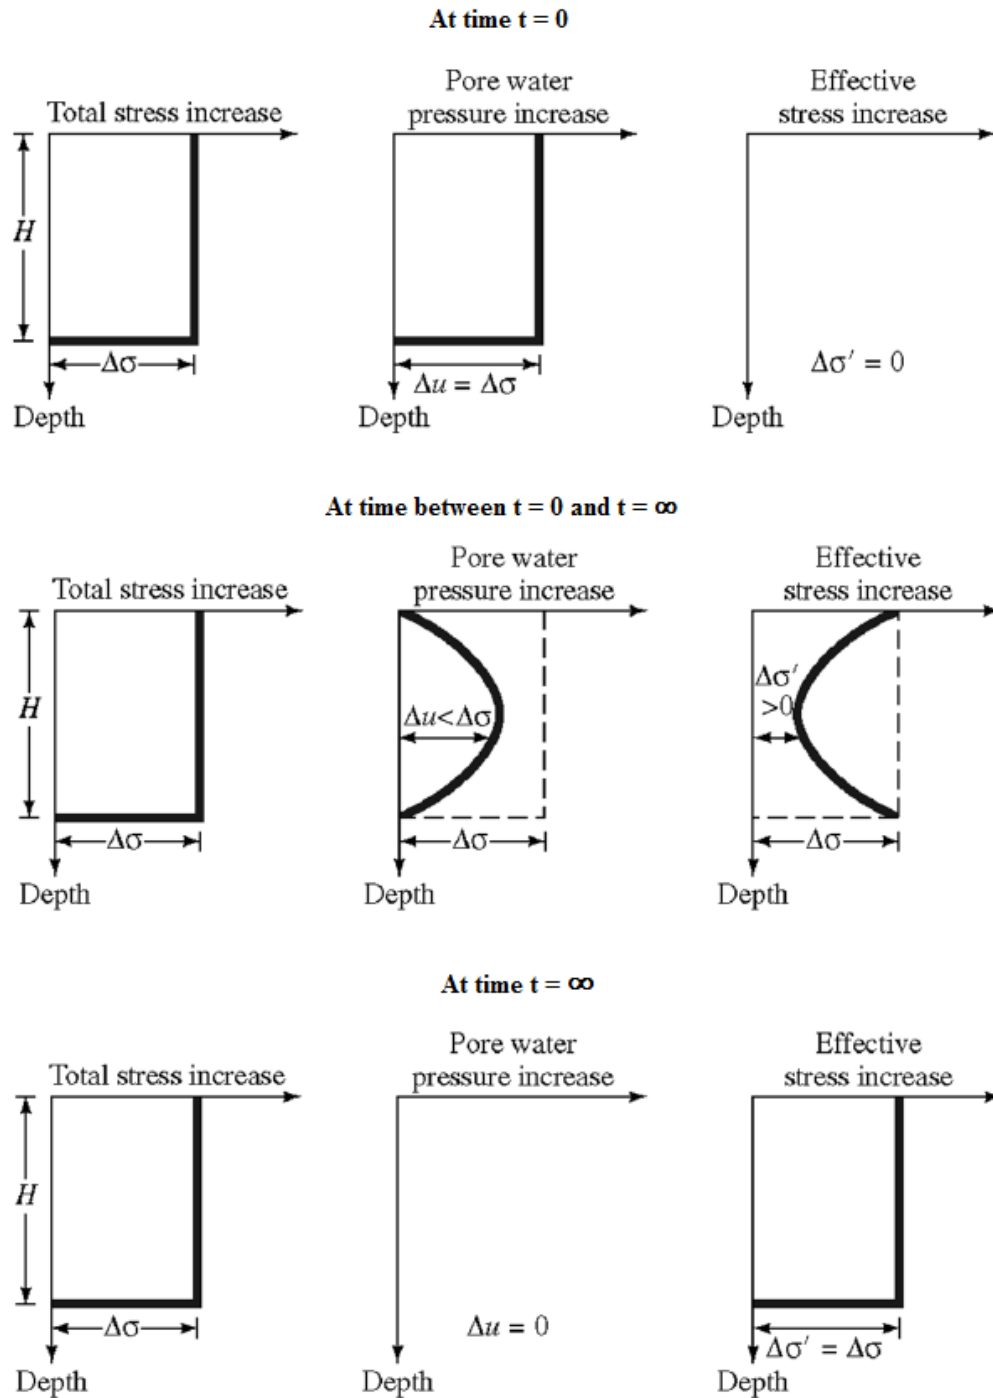 At time t = 0
Total stress increase
Pore water
pressure increase
Effective
stress increase
H
Δσ
Δu = Δσ
Δσ′ = 0
Depth
Depth
Depth
At time between t = 0 and t = ∞
Total stress increase
Pore water
pressure increase
Effective
stress increase
H
Δu<Δσ
Δσ′
>0
Δσ
Δσ
Δσ
Depth
Depth
Depth
At time t = ∞
Total stress increase
Pore water
pressure increase
Effective
stress increase
H
Δσ
Δu = 0
Δσ′ = Δσ
Depth
Depth
Depth